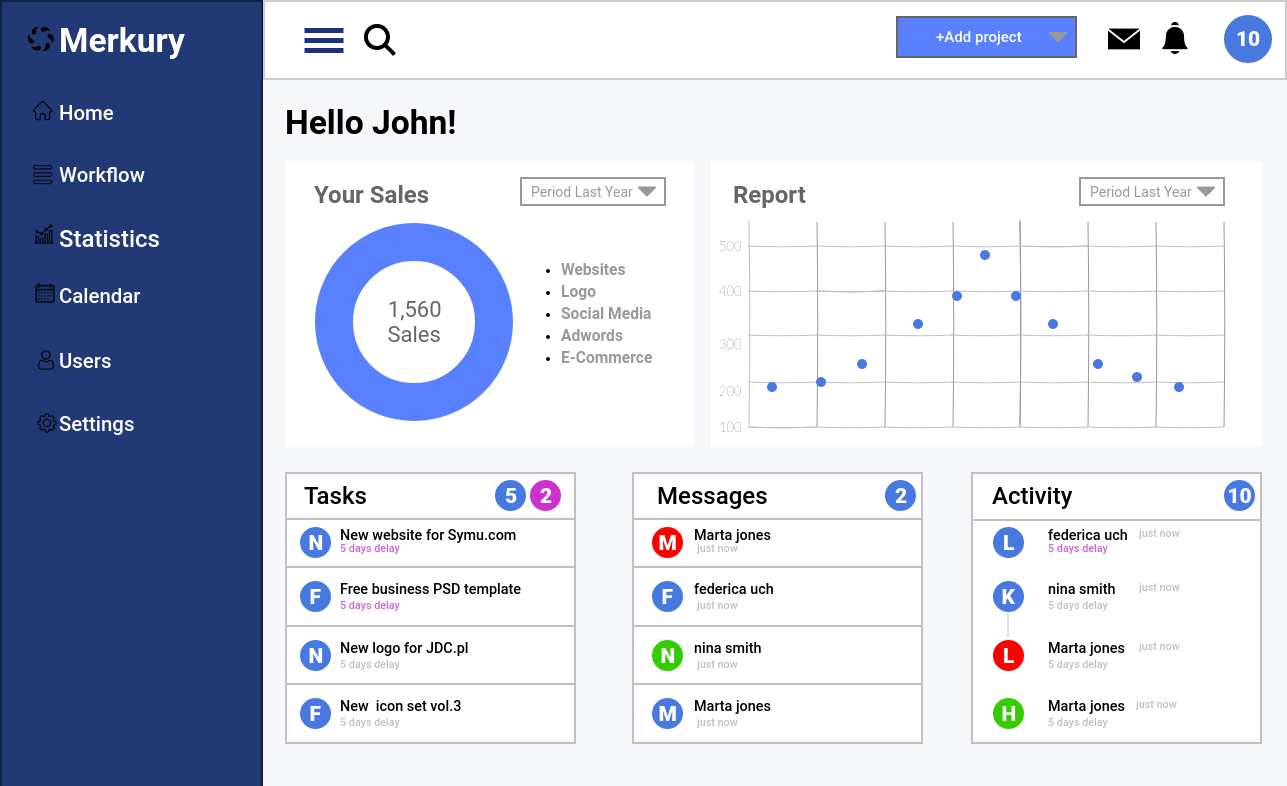 Merkury
Home
Workflow
Statistics
Calendar
Users
Settings
+Add project
10
Hello John!
Your Sales
Period Last Year
1,560
Sales
Websites
Logo
Social Media
Adwords
E-Commerce
Report
Period Last Year
500
400
300
200
100
Tasks
5
2
N
New website for Symu.com
5 days delay
F
Free business PSD template
5 days delay
N
New logo for JDC.pl
5 days delay
F
New  icon set vol.3
5 days delay
Messages
2
M
Marta jones
just now
F
federica uch
just now
N
nina smith
just now
M
Marta jones
just now
Activity
10
L
federica uch just now
5 days delay
K
nina smith just now
5 days delay
L
Marta jones just now
5 days delay
H
Marta jones just now
5 days delay